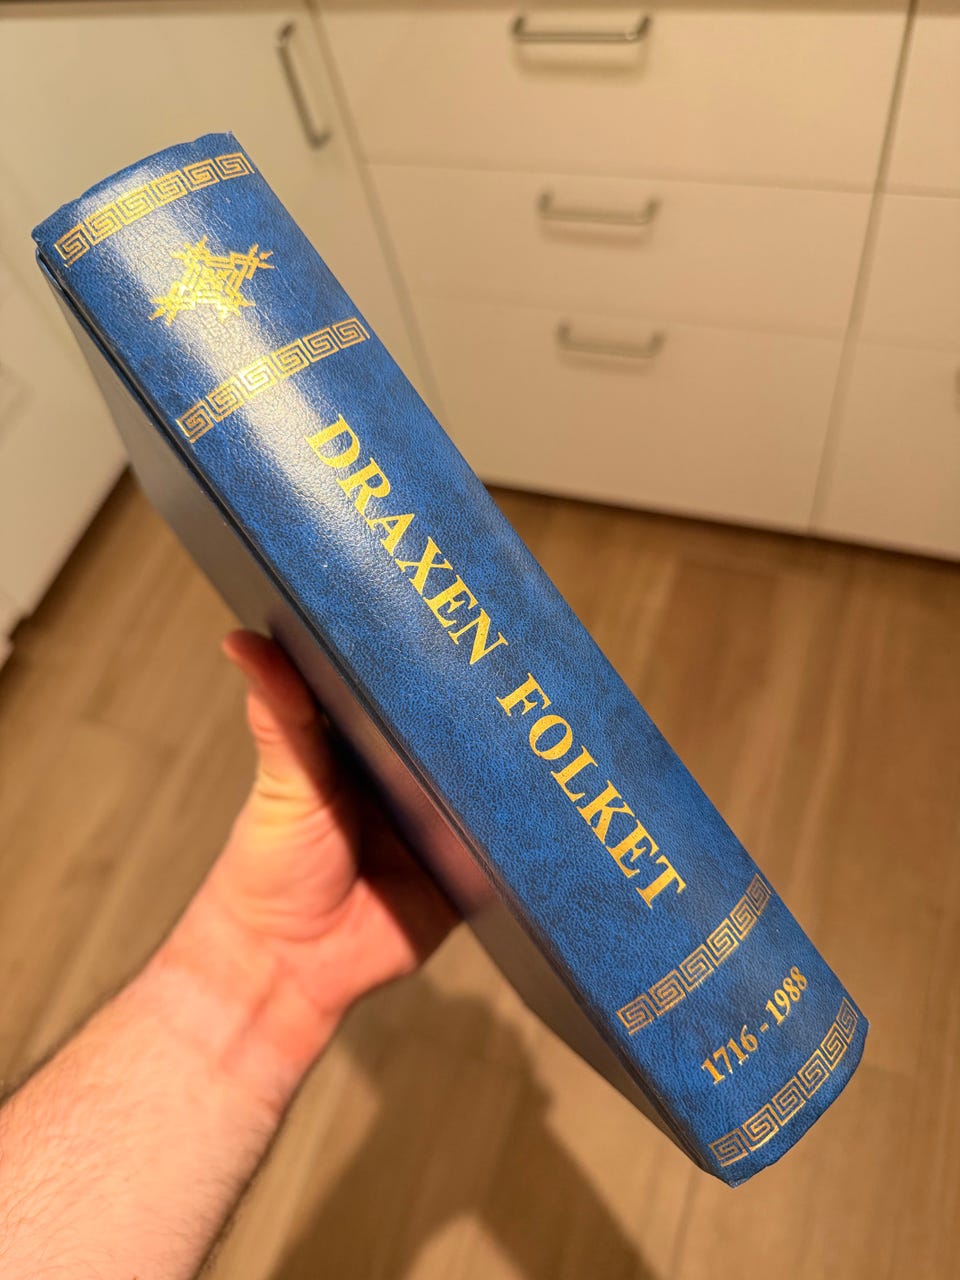 DRAXEN FOLKET
1716 - 1988